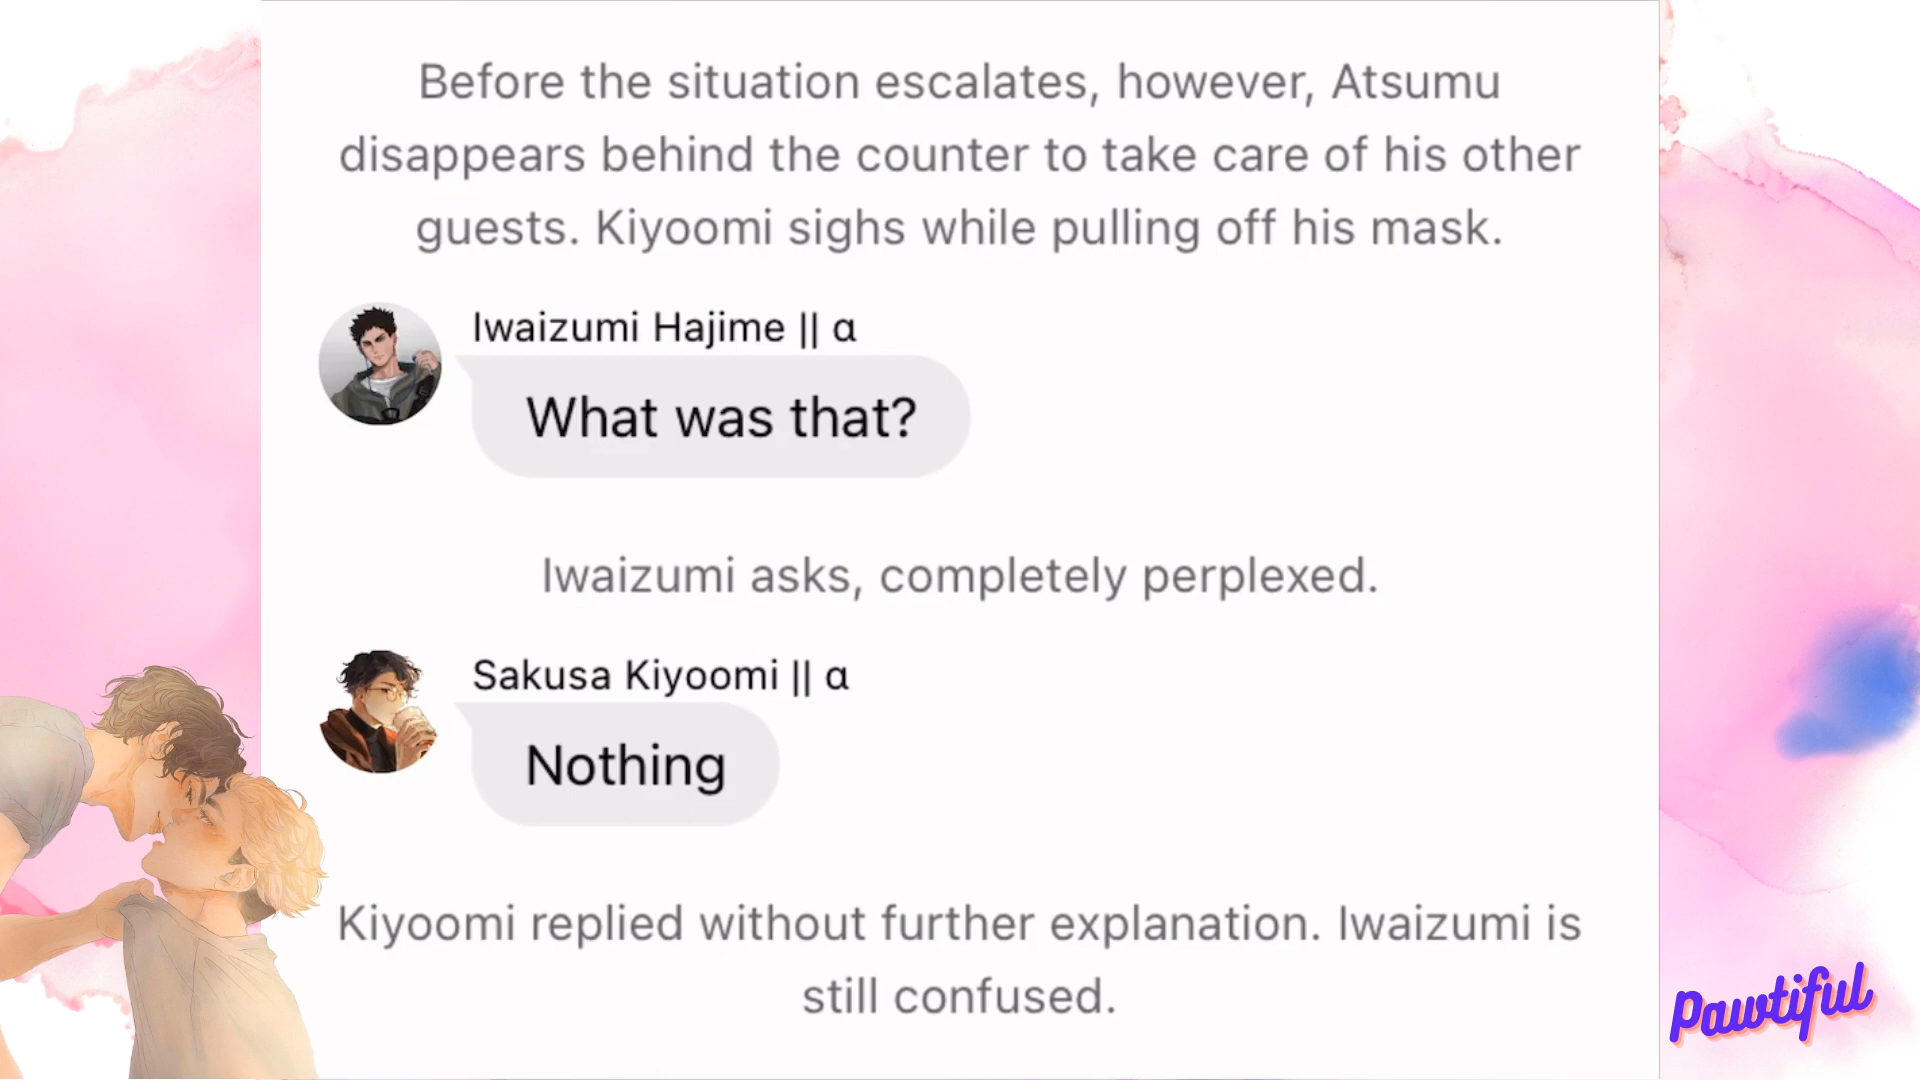 Before the situation escalates, however, Atsumu
disappears behind the counter to take care of his other
guests. Kiyoomi sighs while pulling off his mask.
Iwaizumi Hajime || α
What was that?
Iwaizumi asks, completely perplexed.
Sakusa Kiyoomi || α
Nothing
Kiyoomi replied without further explanation. Iwaizumi is
still confused.
Pawtiful